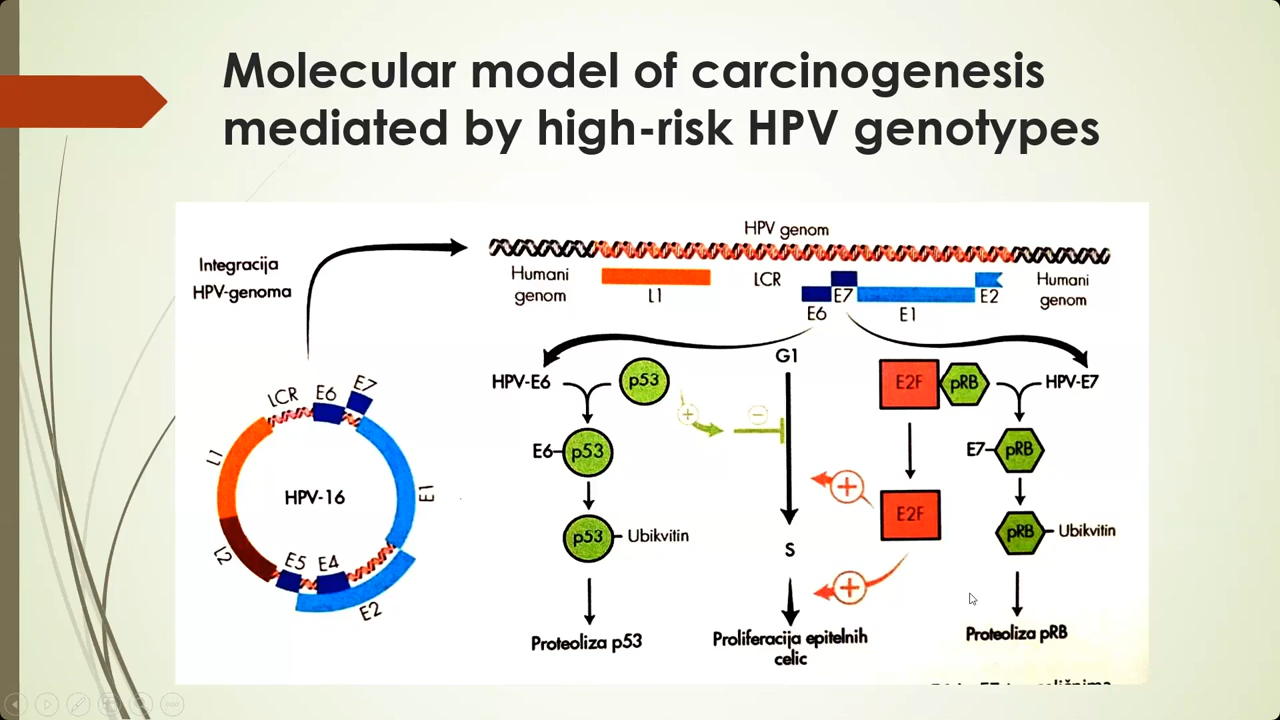 Molecular model of carcinogenesis
mediated by high-risk HPV genotypes
HPV genom
Integracija
HPV-genoma
Humani
genom
L1
LCR
E6
E7
E1
E2
Humani
genom
LCR
E6
E7
L1
E1
HPV-16
L2
E5
E4
E2
HPV-E6
p53
G1
E2F
pRB
HPV-E7
+
−
E6
p53
E7
pRB
+
p53
Ubikvitin
S
E2F
pRB
Ubikvitin
+
Proteoliza p53
Proliferacija epitelnih
celic
Proteoliza pRB